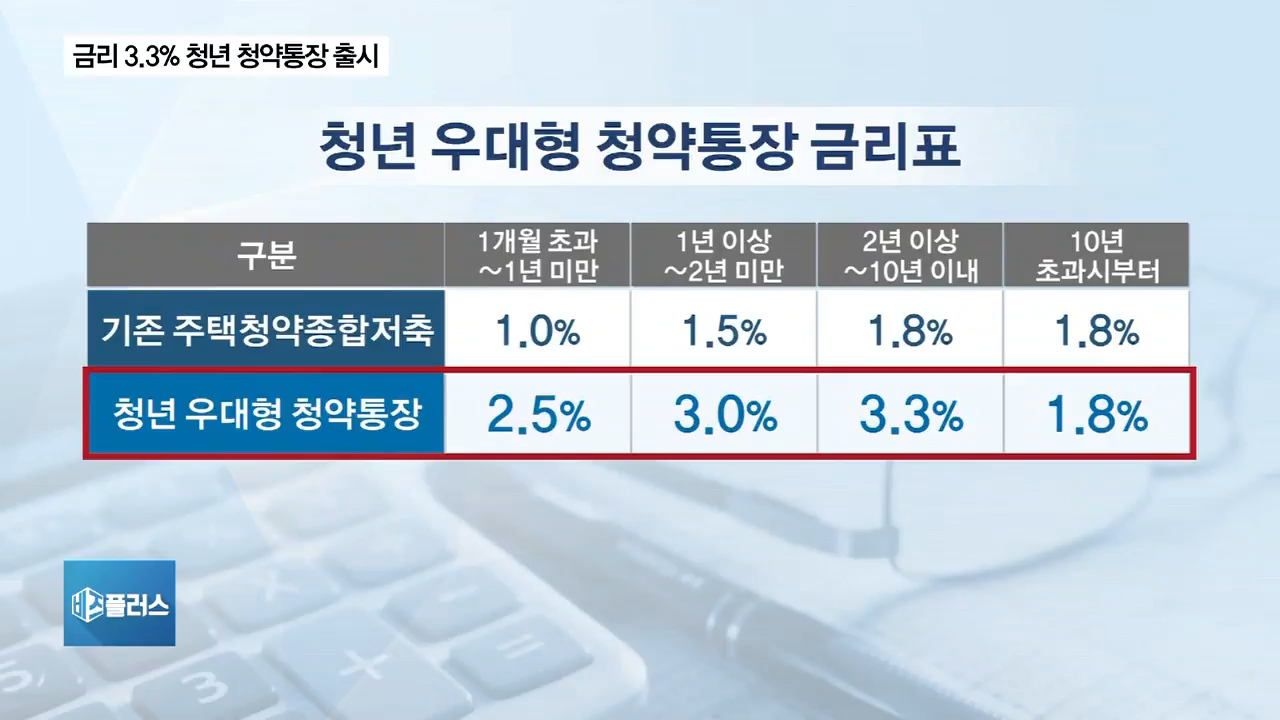 금리 3.3% 청년 청약통장 출시
청년 우대형 청약통장 금리표
구분
1개월 초과
~1년 미만
1년 이상
~2년 미만
2년 이상
~10년 이내
10년
초과시부터
기존 주택청약종합저축 1.0% 1.5% 1.8% 1.8%
청년 우대형 청약통장 2.5% 3.0% 3.3% 1.8%
비즈플러스
5 3 + =